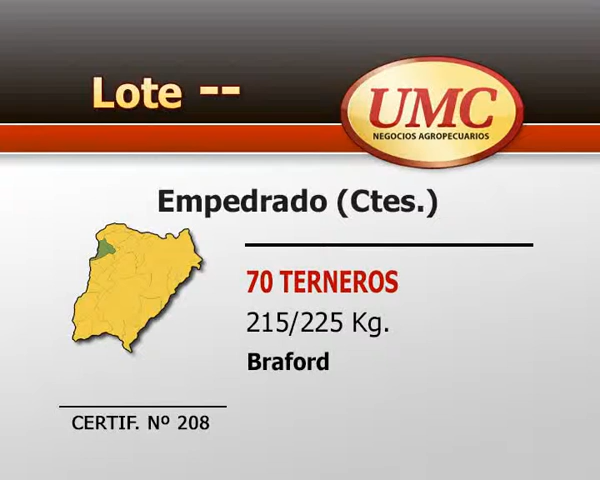 Lote --
UMC
NEGOCIOS AGROPECUARIOS
Empedrado (Ctes.)
70 TERNEROS
215/225 Kg.
Braford
CERTIF. Nº 208